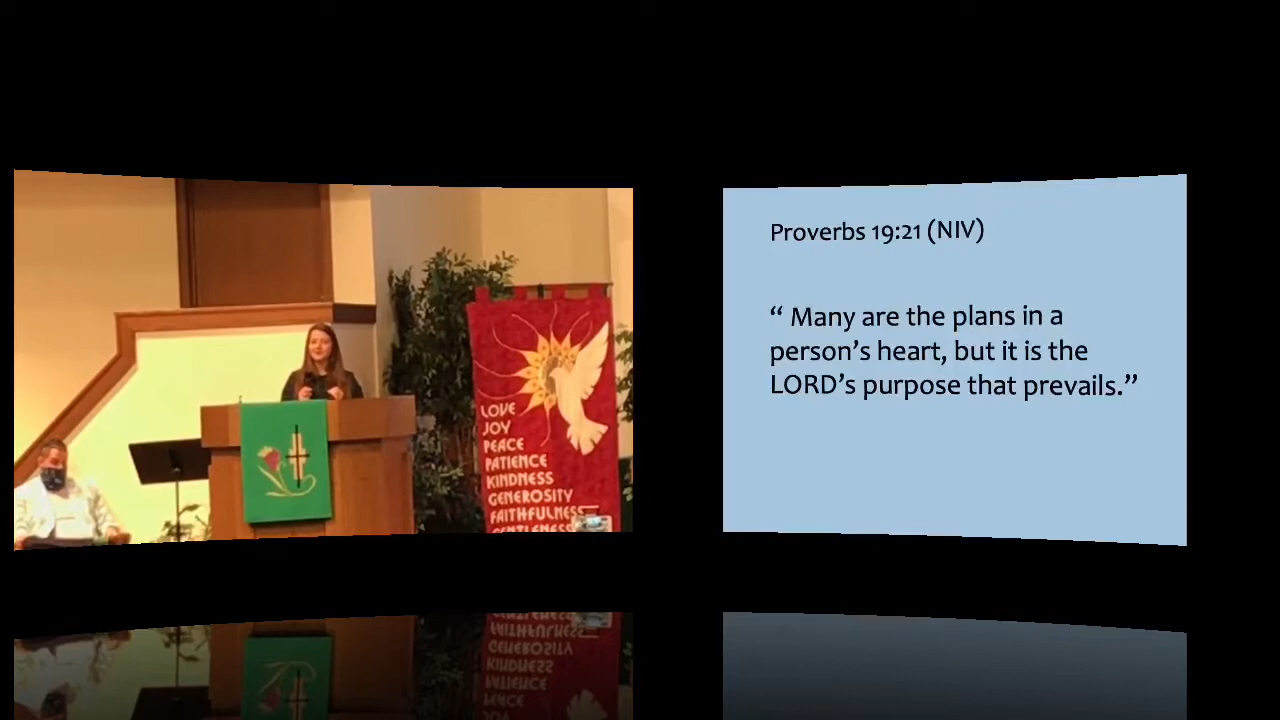 LOVE
JOY
PEACE
PATIENCE
KINDNESS
GENEROSITY
FAITHFULNESS
GENTLENESS
Proverbs 19:21 (NIV)
“ Many are the plans in a
person’s heart, but it is the
LORD’s purpose that prevails.”